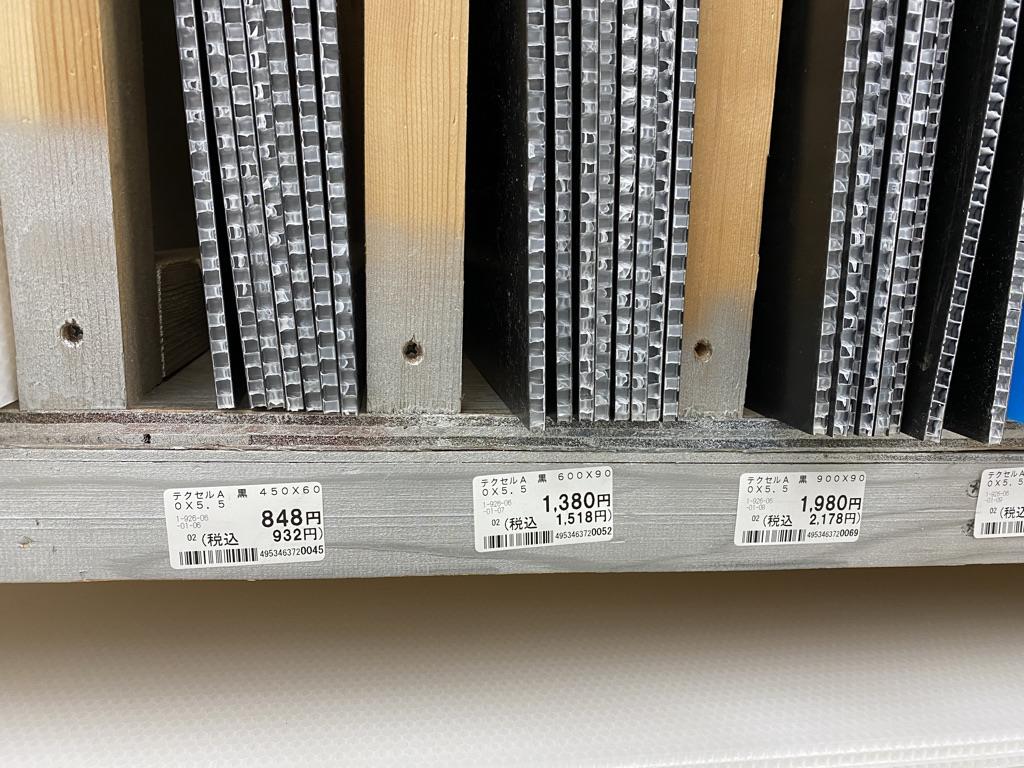 テクセルA 黒 450X60
0X5.5
1-926-06
-01-06
848円
02 (税込 932円)
4953463720045
テクセルA 黒 600X90
0X5.5
1-926-06
-01-07
1,380円
02 (税込 1,518円)
4953463720052
テクセルA 黒 900X90
0X5.5
1-926-06
-01-08
1,980円
02 (税込 2,178円)
4953463720069
テクセルA
0X5.5
1-926-06
-01-09
02 (税